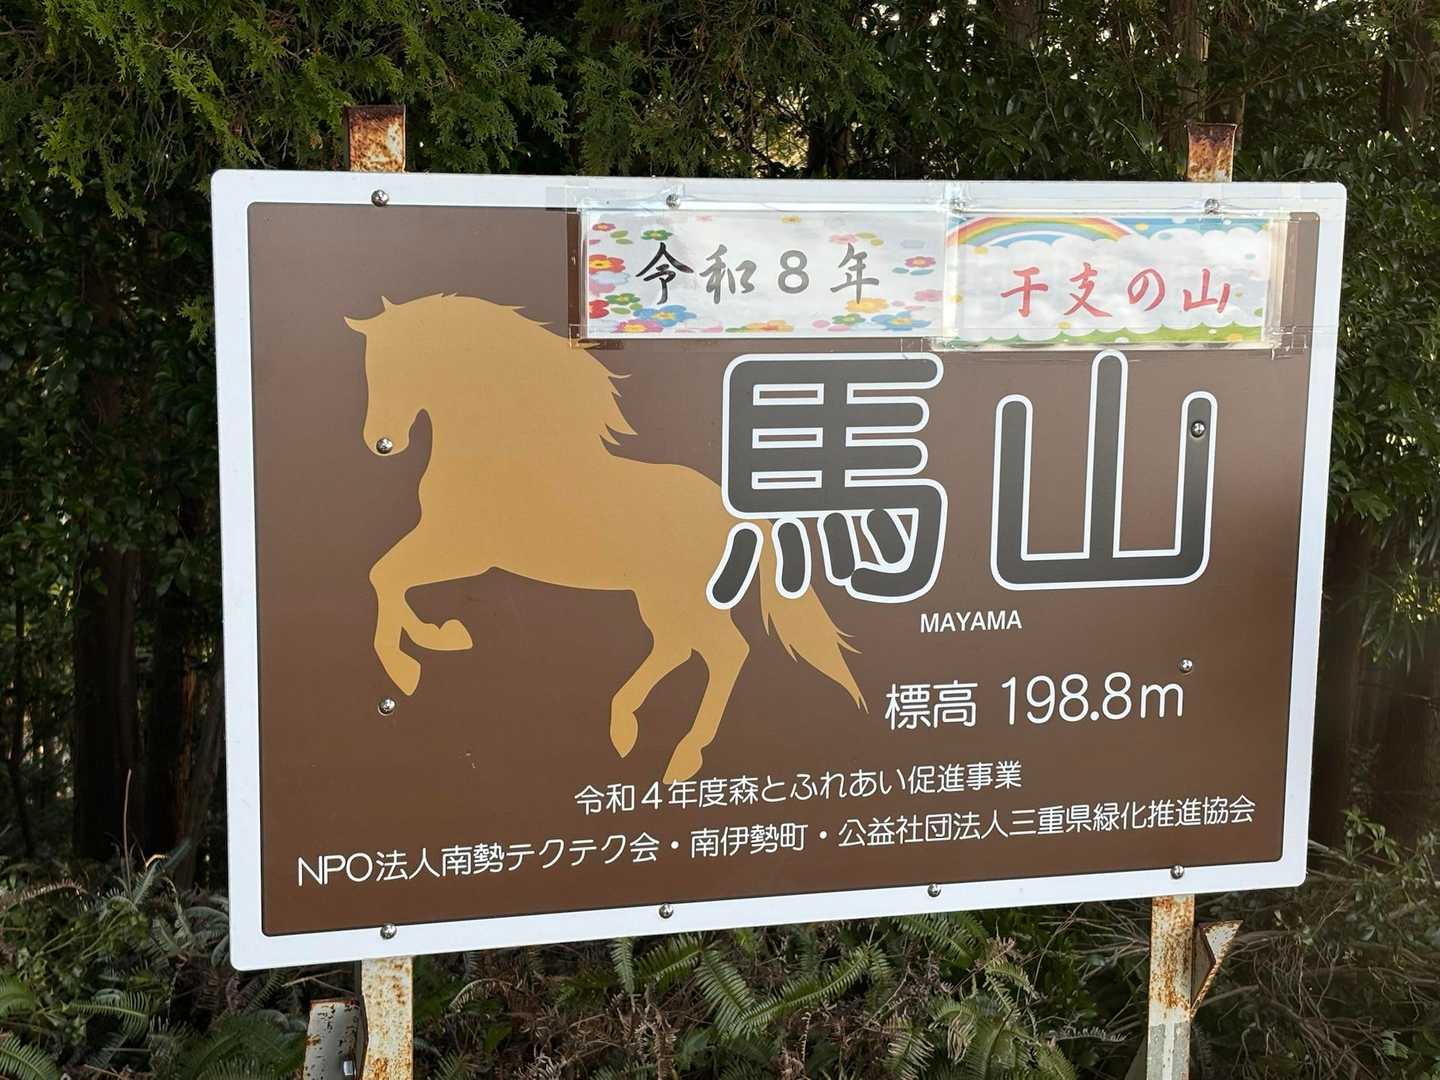 令和8年
干支の山
馬山
MAYAMA
標高 198.8m
令和4年度森とふれあい促進事業
NPO法人南勢テクテク会・南伊勢町・公益社団法人三重県緑化推進協会